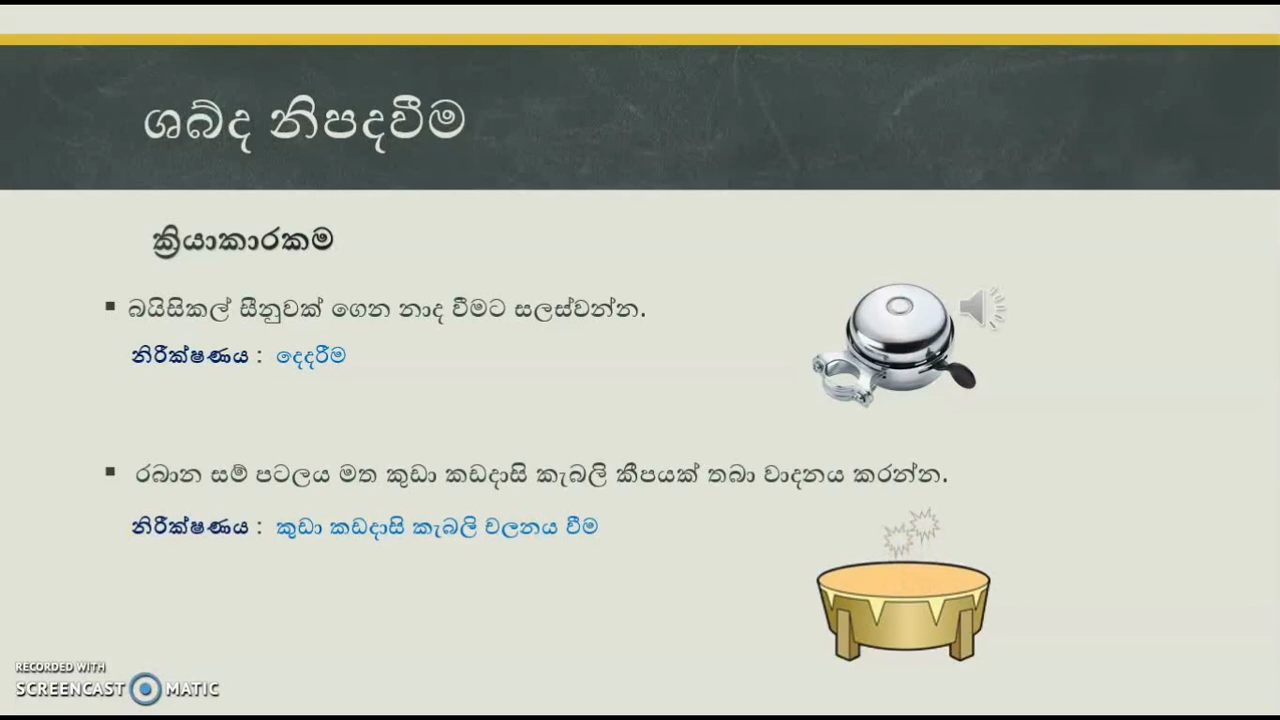 ශබ්ද නිපදවීම
ක්‍රියාකාරකම
▪ බයිසිකල් සීනුවක් ගෙන නාද වීමට සලස්වන්න.
නිරීක්ෂණය : දෙදරීම
▪ රබාන සම් පටලය මත කුඩා කඩදාසි කැබලි කීපයක් තබා වාදනය කරන්න.
නිරීක්ෂණය : කුඩා කඩදාසි කැබලි චලනය වීම
RECORDED WITH
SCREENCAST MATIC